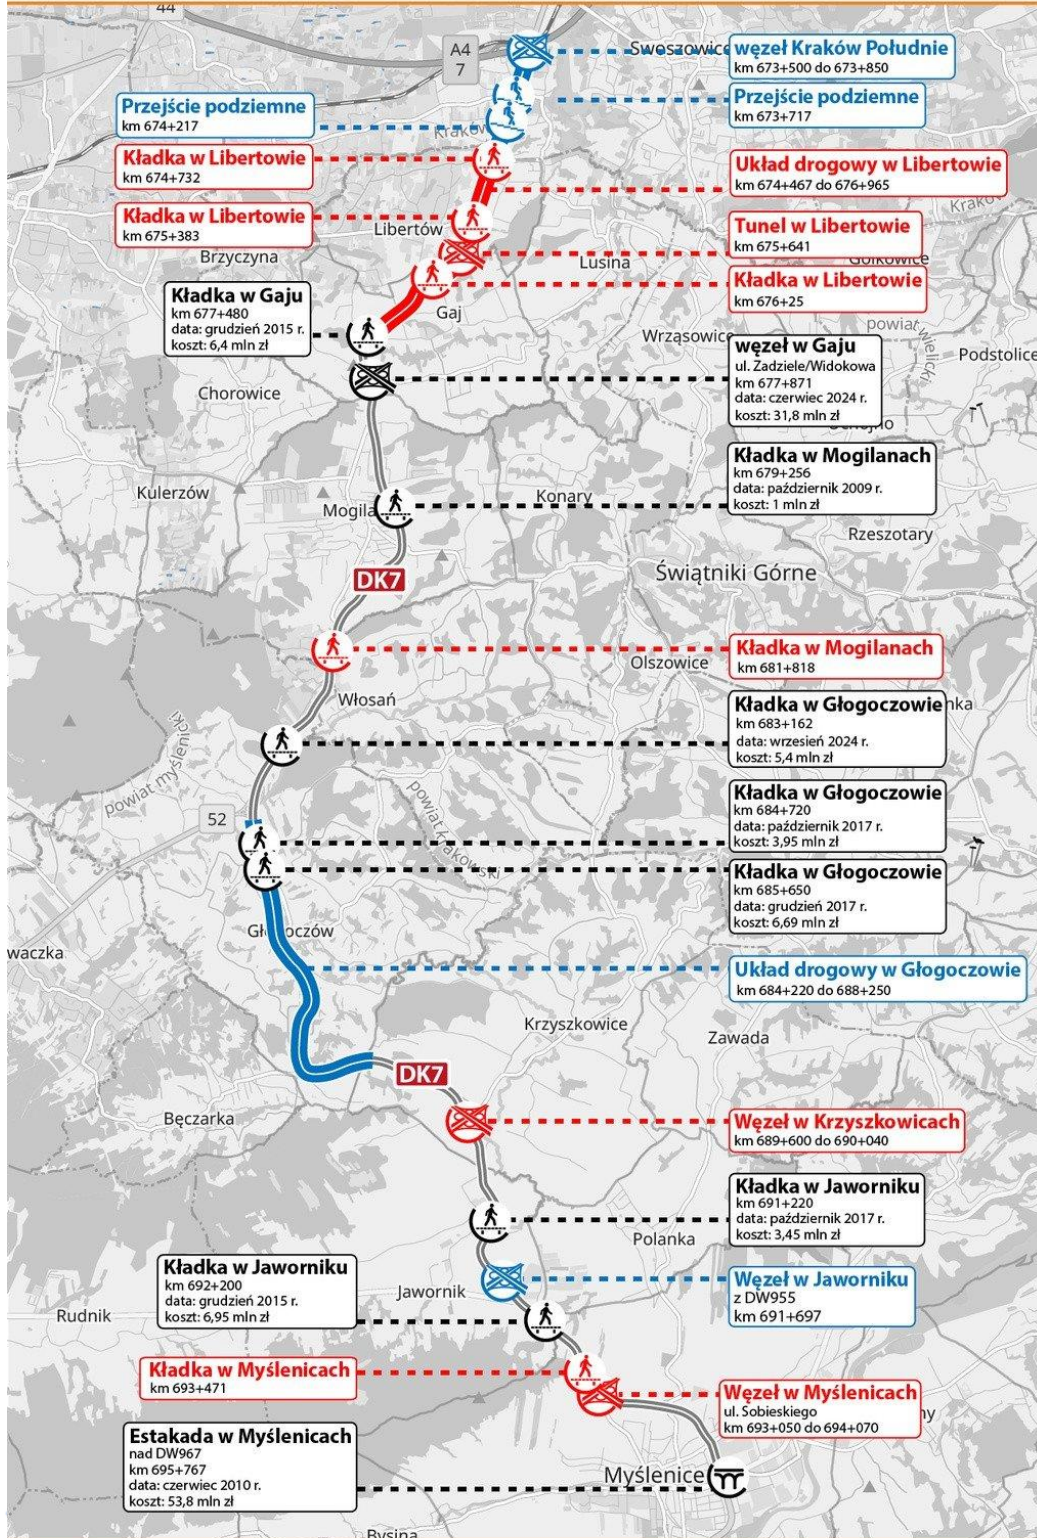 44
A4
7
Swoszowice
węzeł Kraków Południe
km 673+500 do 673+850
Przejście podziemne
km 674+217
Przejście podziemne
km 673+717
Kraków
Kładka w Libertowie
km 674+732
Układ drogowy w Libertowie
km 674+467 do 676+965
Krakow
Kładka w Libertowie
km 675+383
Libertów
Tunel w Libertowie
km 675+641
Brzyczyna
Lusina
Gołkowice
Kładka w Libertowie
km 676+25
Kładka w Gaju
km 677+480
data: grudzień 2015 r.
koszt: 6,4 mln zł
Gaj
Wrząsowice
powiat wielicki
Podstolice
węzeł w Gaju
ul. Zadziele/Widokowa
km 677+871
data: czerwiec 2024 r.
koszt: 31,8 mln zł
Chorowice
Kładka w Mogilanach
km 679+256
data: październik 2009 r.
koszt: 1 mln zł
Kulerzów
Mogila
Konary
Rzeszotary
DK7
Świątniki Górne
Kładka w Mogilanach
km 681+818
Olszowice
Włosań
Kładka w Głogoczowie
km 683+162
data: wrzesień 2024 r.
koszt: 5,4 mln zł
nka
powiat myślenicki
powiat krakowski
52
Kładka w Głogoczowie
km 684+720
data: październik 2017 r.
koszt: 3,95 mln zł
Kładka w Głogoczowie
km 685+650
data: grudzień 2017 r.
koszt: 6,69 mln zł
Głogoczów
waczka
Układ drogowy w Głogoczowie
km 684+220 do 688+250
Krzyszkowice
Zawada
DK7
Bęczarka
Węzeł w Krzyszkowicach
km 689+600 do 690+040
Kładka w Jaworniku
km 691+220
data: październik 2017 r.
koszt: 3,45 mln zł
Polanka
Kładka w Jaworniku
km 692+200
data: grudzień 2015 r.
koszt: 6,95 mln zł
Jawornik
Węzeł w Jaworniku
z DW955
km 691+697
Rudnik
Kładka w Myślenicach
km 693+471
Węzeł w Myślenicach
ul. Sobieskiego
km 693+050 do 694+070
ny
Estakada w Myślenicach
nad DW967
km 695+767
data: czerwiec 2010 r.
koszt: 53,8 mln zł
Myślenice
Bysina